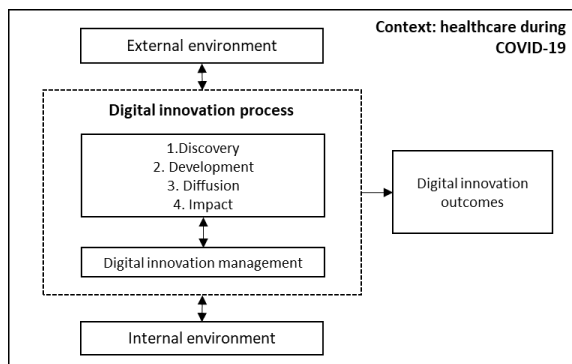 External environment
Context: healthcare during
COVID-19
Digital innovation process
1.Discovery
2. Development
3. Diffusion
4. Impact
Digital innovation management
Digital innovation
outcomes
Internal environment